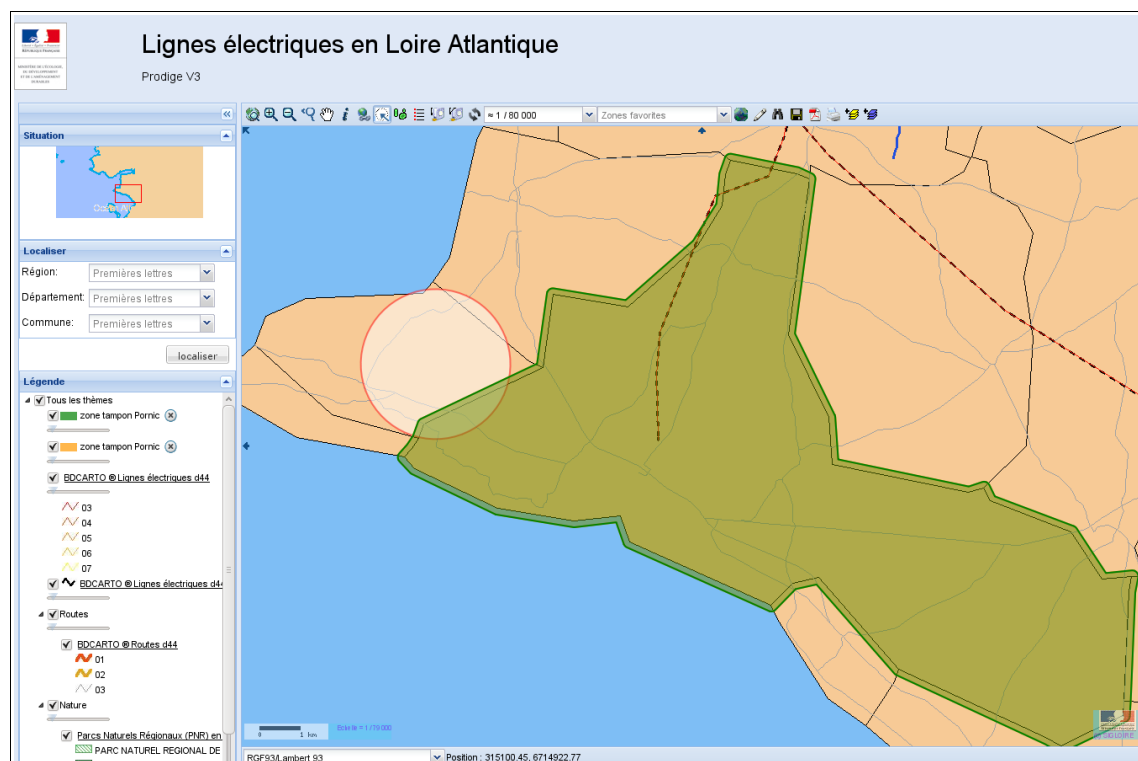 Lignes électriques en Loire Atlantique
Prodige V3
RÉPUBLIQUE FRANÇAISE
≈ 1 / 80 000
Zones favorites
Situation
Localiser
Région:
Premières lettres
Département:
Premières lettres
Commune:
Premières lettres
localiser
Légende
Tous les thèmes
zone tampon Pornic
zone tampon Pornic
BDCARTO ® Lignes électriques d44
03
04
05
06
07
BDCARTO ® Lignes électriques d44
Routes
BDCARTO ® Routes d44
01
02
03
Nature
Parcs Naturels Régionaux (PNR) en
PARC NATUREL REGIONAL DE
0 1 km
Echelle = 1 / 79 000
RGF93/Lambert 93
Position : 315100.45, 6714922.77